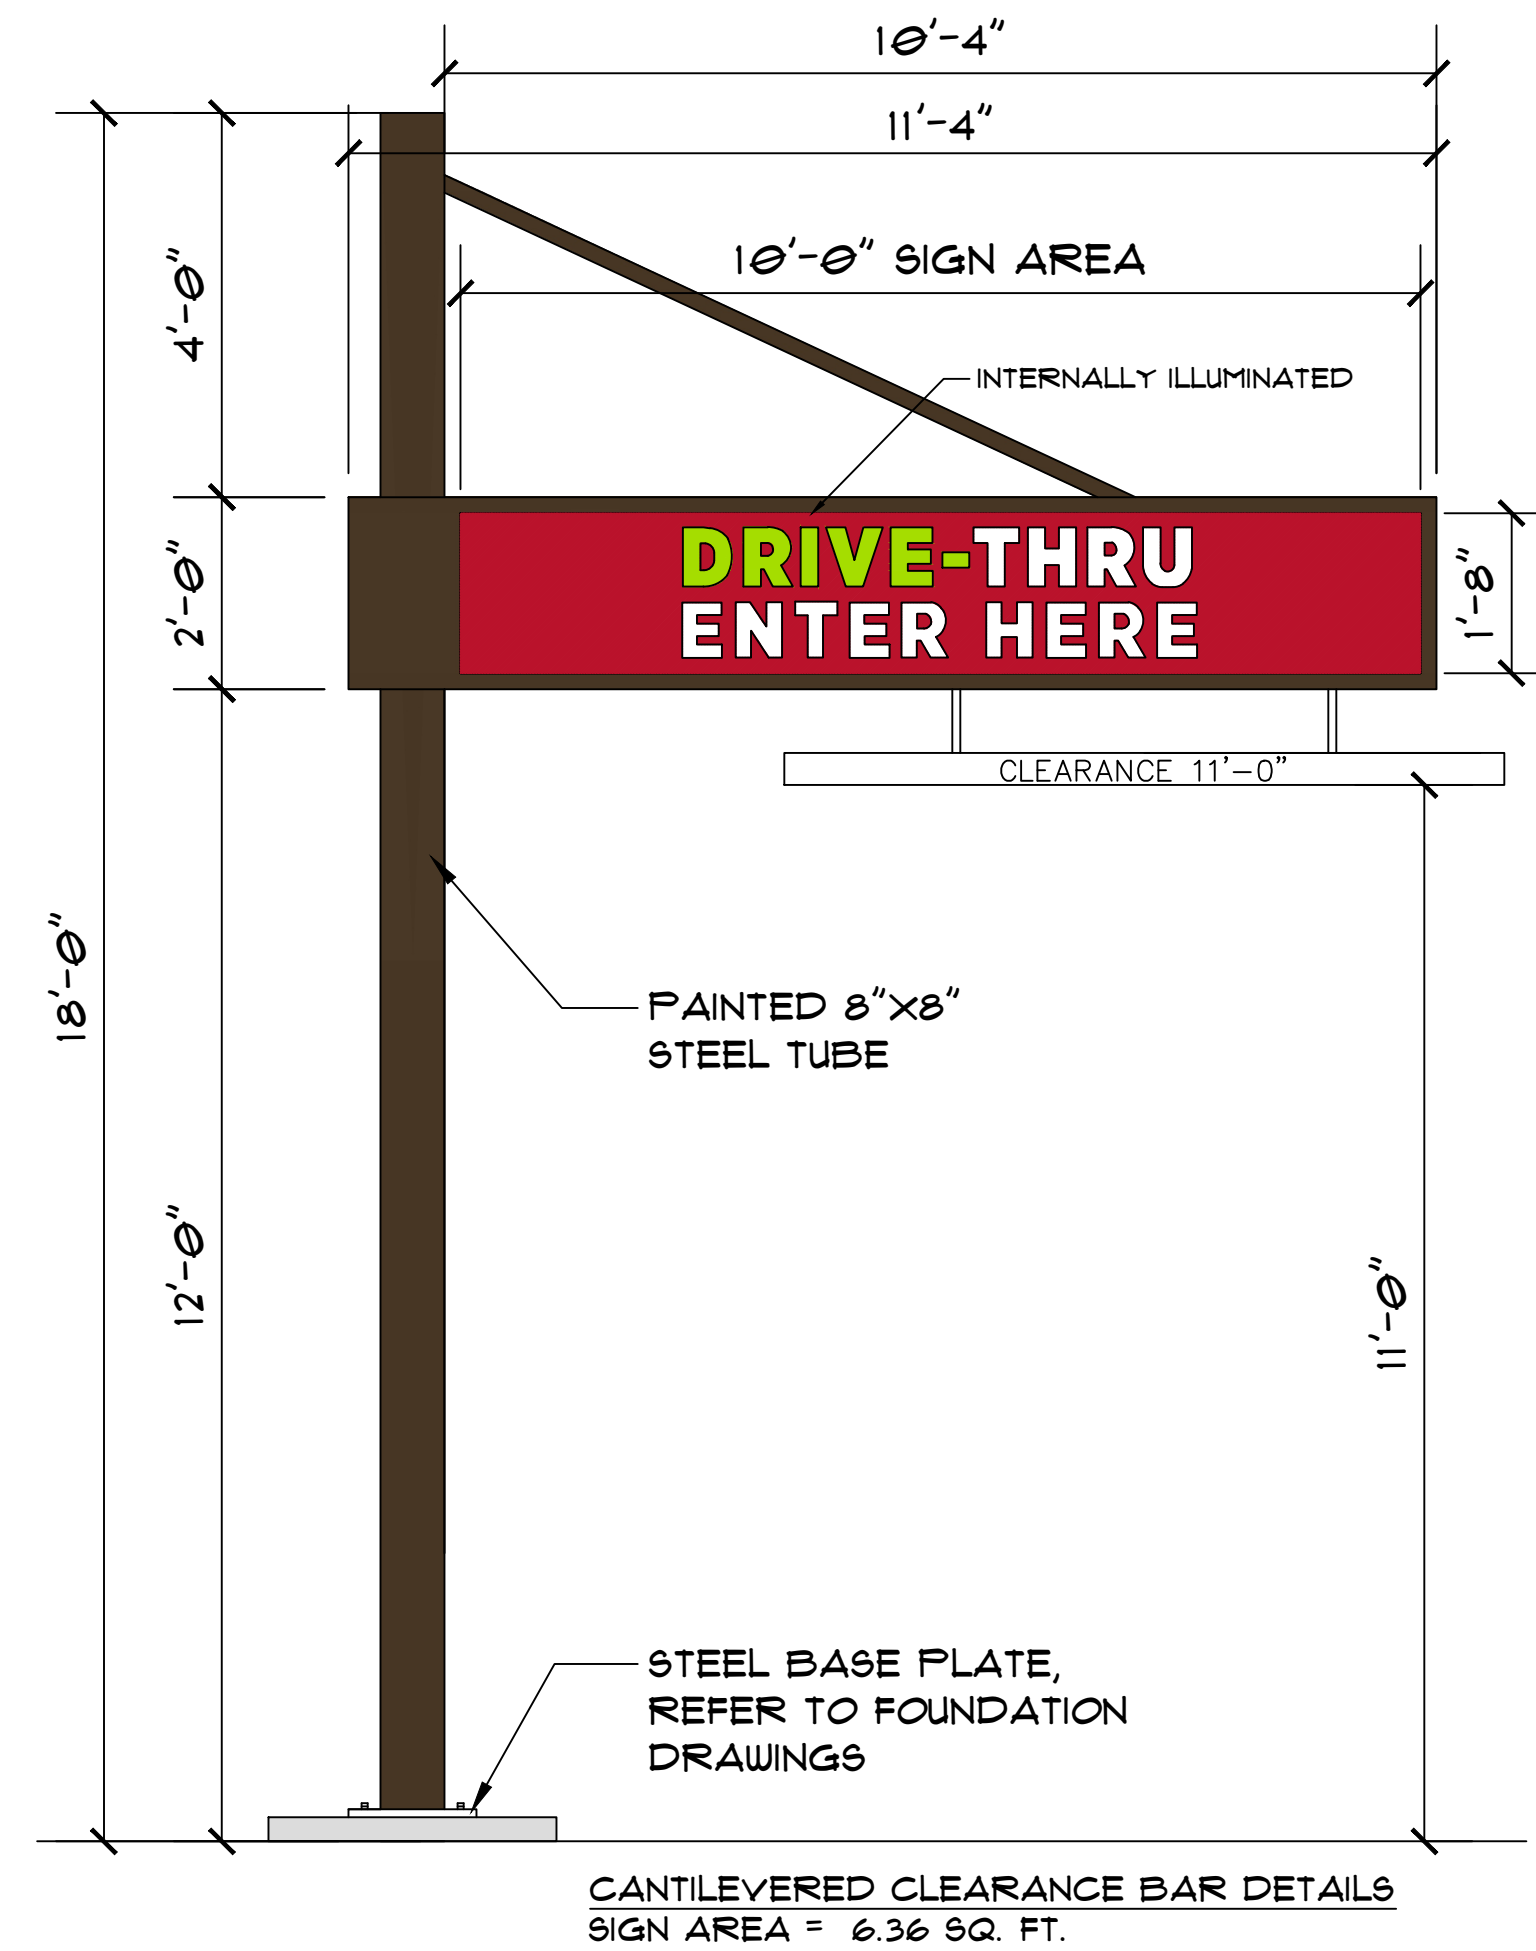 10'-4"
11'-4"
10'-0" SIGN AREA
4'-0"
INTERNALLY ILLUMINATED
2'-0"
DRIVE-THRU
ENTER HERE
1'-8"
CLEARANCE 11'-0"
18'-0"
PAINTED 8"X8"
STEEL TUBE
12'-0"
11'-0"
STEEL BASE PLATE,
REFER TO FOUNDATION
DRAWINGS
CANTILEVERED CLEARANCE BAR DETAILS
SIGN AREA = 6.36 SQ. FT.